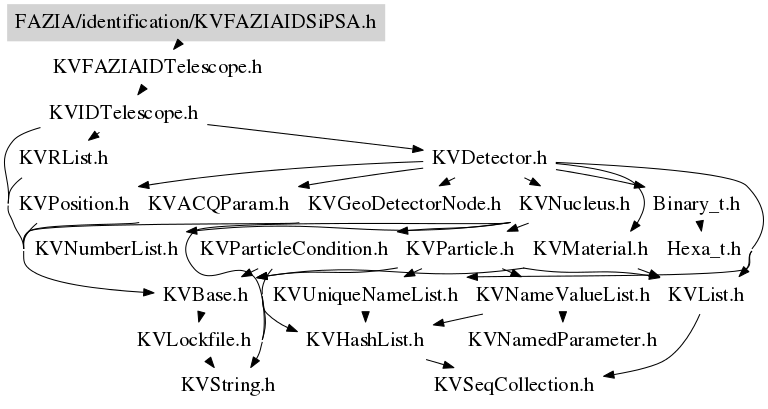 FAZIA/identification/KVFAZIAIDSiPSA.h
KVFAZIAIDTelescope.h
KVIDTelescope.h
KVRList.h
KVDetector.h
KVPosition.h
KVACQParam.h
KVGeoDetectorNode.h
KVNucleus.h
Binary_t.h
KVNumberList.h
KVParticleCondition.h
KVParticle.h
KVMaterial.h
Hexa_t.h
KVBase.h
KVUniqueNameList.h
KVNameValueList.h
KVList.h
KVLockfile.h
KVHashList.h
KVNamedParameter.h
KVString.h
KVSeqCollection.h